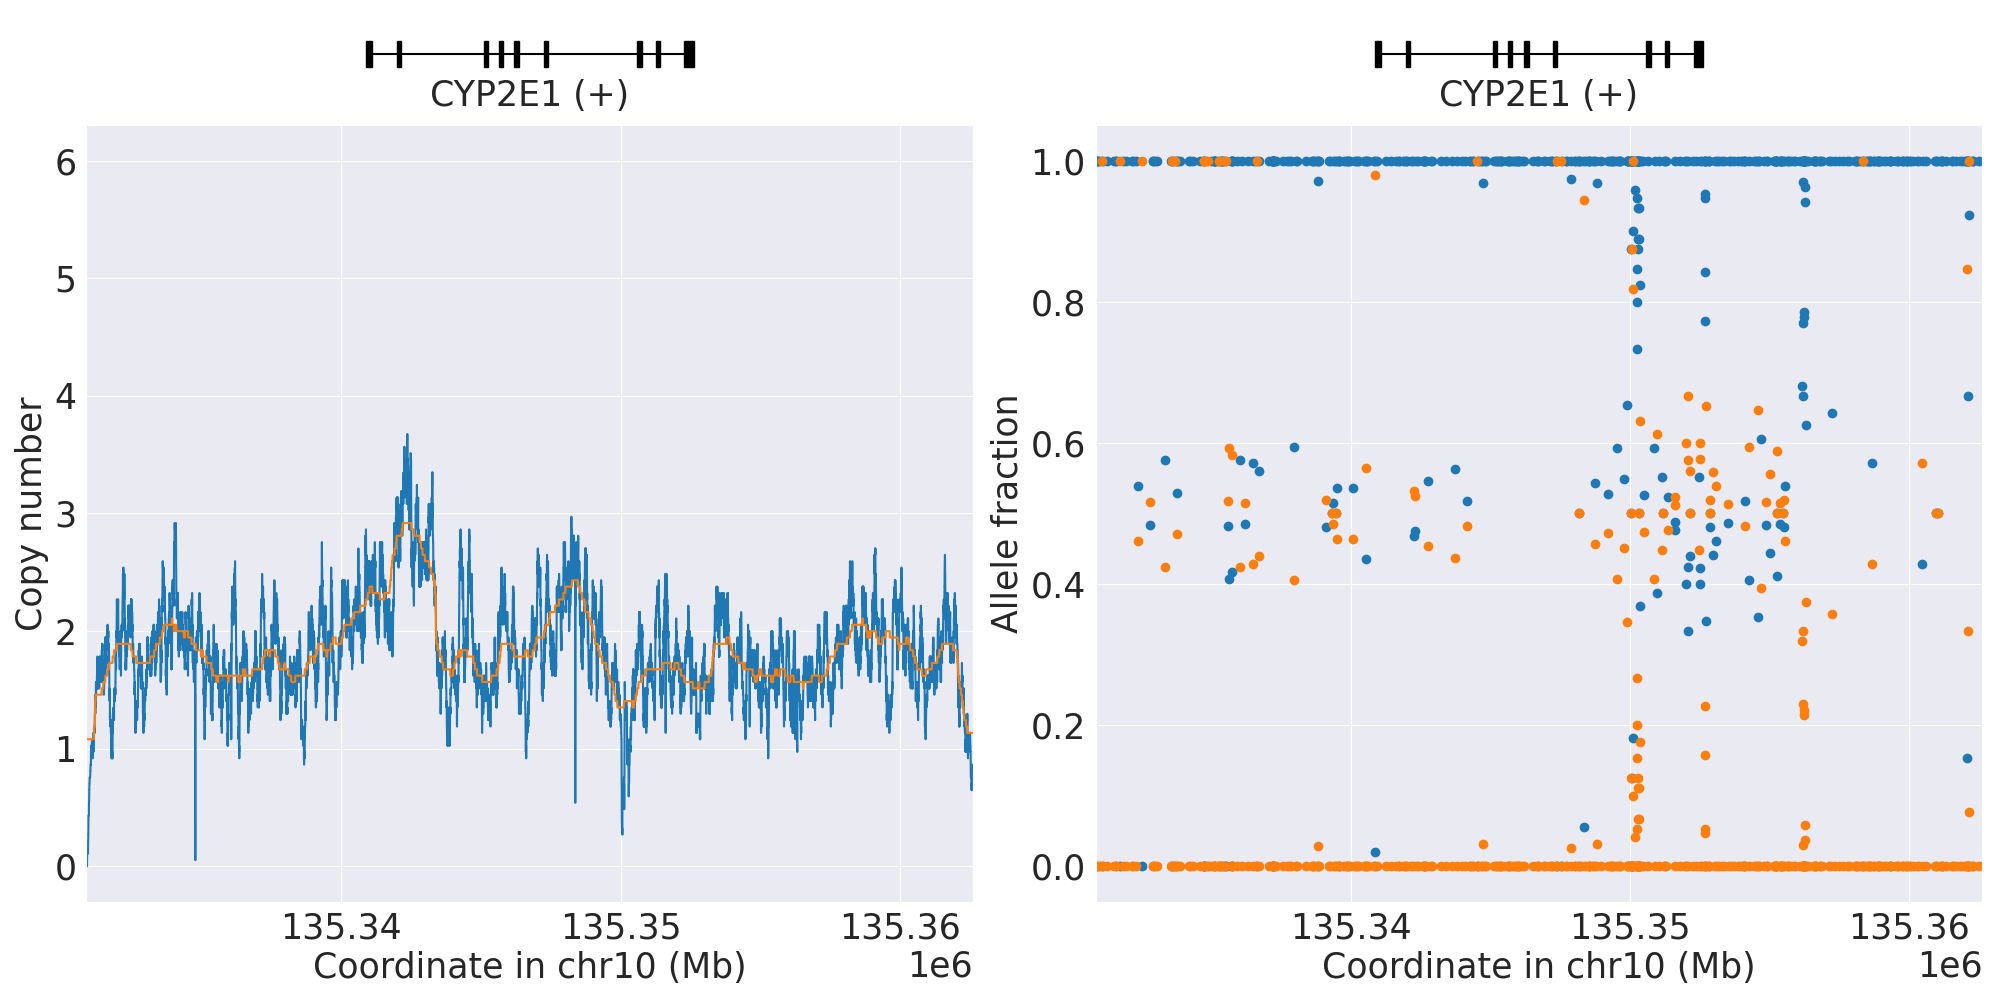 CYP2E1 (+)
6
5
4
3
2
1
0
Copy number
135.34 135.35 135.36
Coordinate in chr10 (Mb)
1e6
CYP2E1 (+)
1.0
0.8
0.6
0.4
0.2
0.0
Allele fraction
135.34 135.35 135.36
Coordinate in chr10 (Mb)
1e6